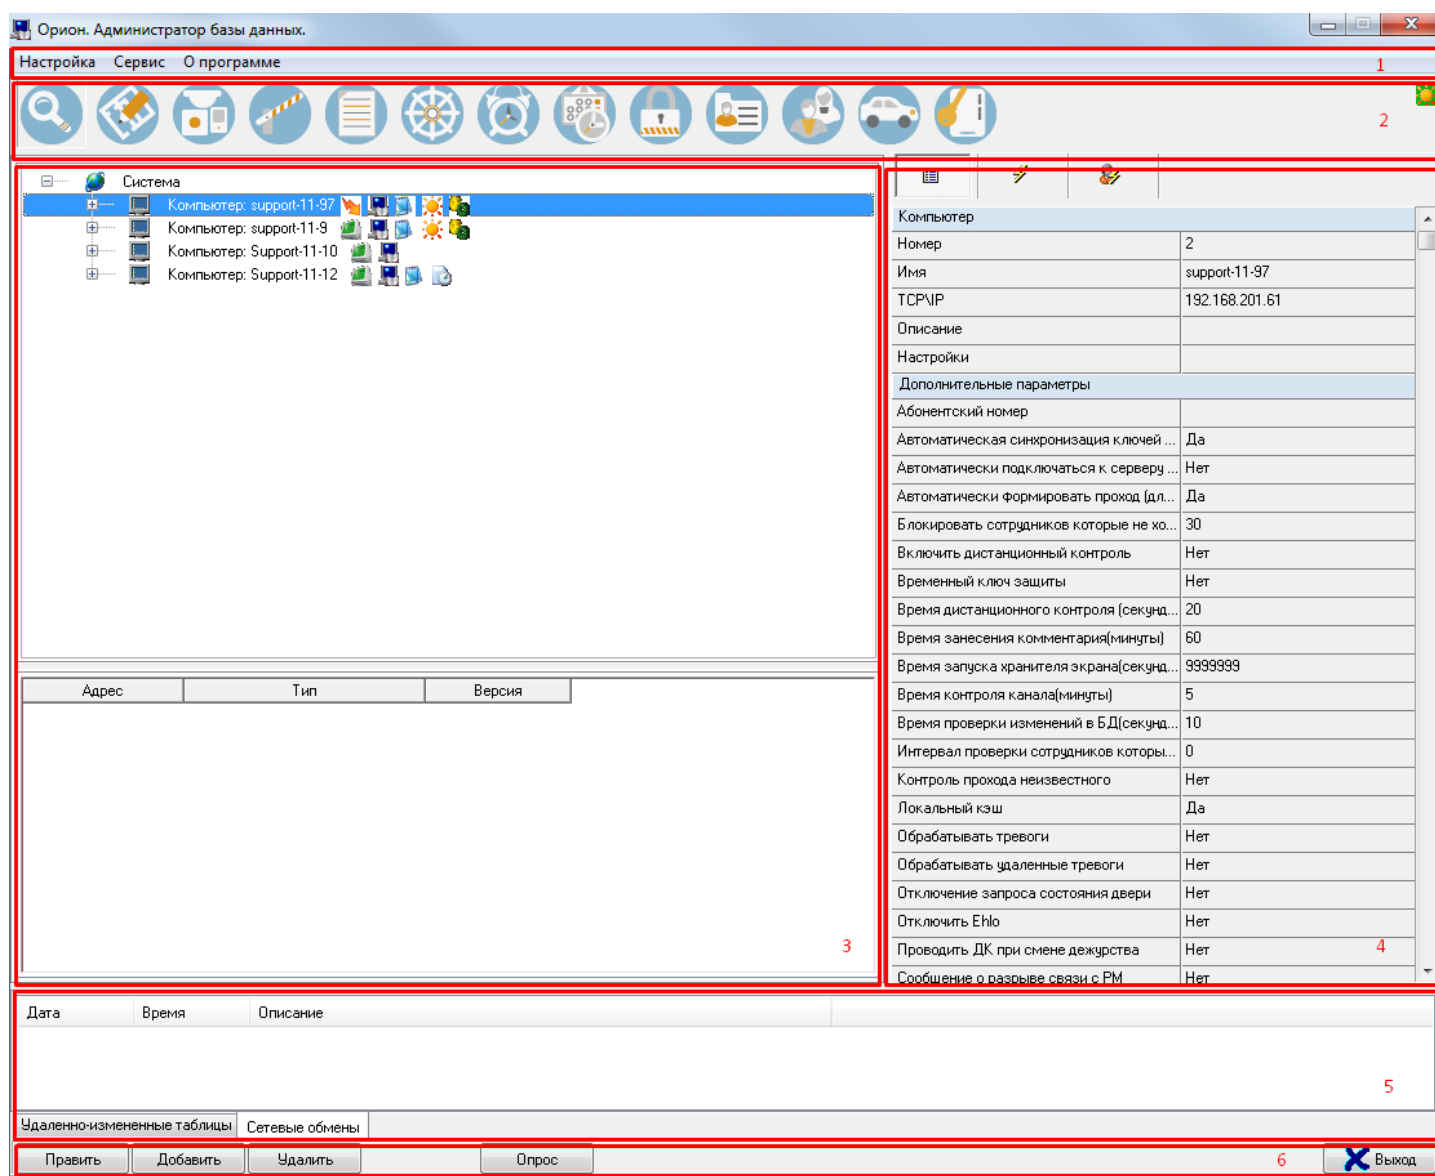 Орион. Администратор базы данных.
Настройка Сервис О программе
1
2
Система
Компьютер: support-11-97
Компьютер: support-11-9
Компьютер: Support-11-10
Компьютер: Support-11-12
Адрес Тип Версия
3
Компьютер
Номер 2
Имя support-11-97
TCP\IP 192.168.201.61
Описание
Настройки
Дополнительные параметры
Абонентский номер
Автоматическая синхронизация ключей ... Да
Автоматически подключаться к серверу ... Нет
Автоматически формировать проход (дл... Да
Блокировать сотрудников которые не хо... 30
Включить дистанционный контроль Нет
Временный ключ защиты Нет
Время дистанционного контроля (секунд... 20
Время занесения комментария(минуты) 60
Время запуска хранителя экрана(секунд... 9999999
Время контроля канала(минуты) 5
Время проверки изменений в БД(секунд... 10
Интервал проверки сотрудников которы... 0
Контроль прохода неизвестного Нет
Локальный кэш Да
Обрабатывать тревоги Нет
Обрабатывать удаленные тревоги Нет
Отключение запроса состояния двери Нет
Отключить Ehlo Нет
Проводить ДК при смене дежурства Нет
4
Сообщение о разрыве связи с РМ Нет
Дата Время Описание
5
Удаленно-измененные таблицы Сетевые обмены
Править Добавить Удалить Опрос 6 Выход